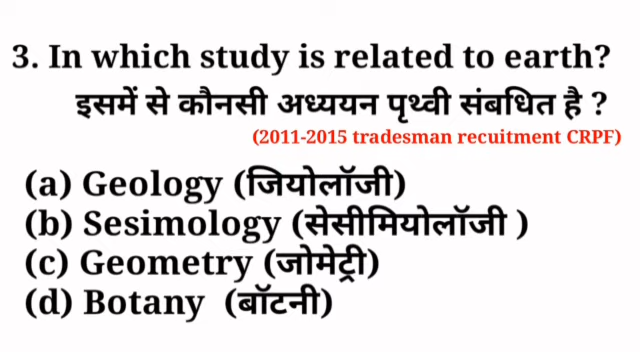 3. In which study is related to earth?
इसमें से कौनसी अध्ययन पृथ्वी संबधित है ?
(2011-2015 tradesman recuitment CRPF)
(a) Geology (जियोलॉजी)
(b) Sesimology (सेसीमियोलॉजी )
(c) Geometry (जोमेट्री)
(d) Botany (बॉटनी)